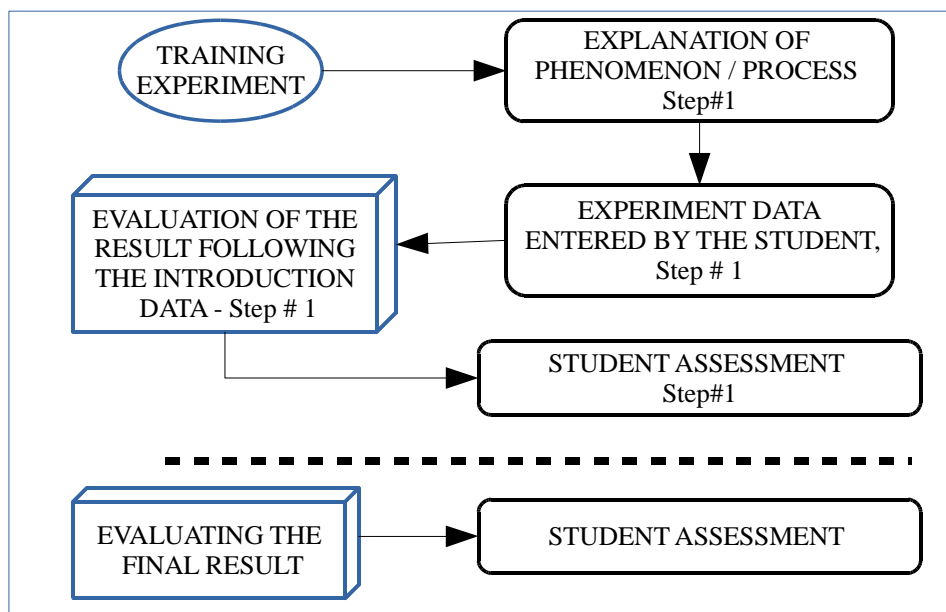 TRAINING
EXPERIMENT
EXPLANATION OF
PHENOMENON / PROCESS
Step#1
EXPERIMENT DATA
ENTERED BY THE STUDENT,
Step # 1
EVALUATION OF THE
RESULT FOLLOWING
THE INTRODUCTION
DATA - Step # 1
STUDENT ASSESSMENT
Step#1
EVALUATING THE
FINAL RESULT
STUDENT ASSESSMENT